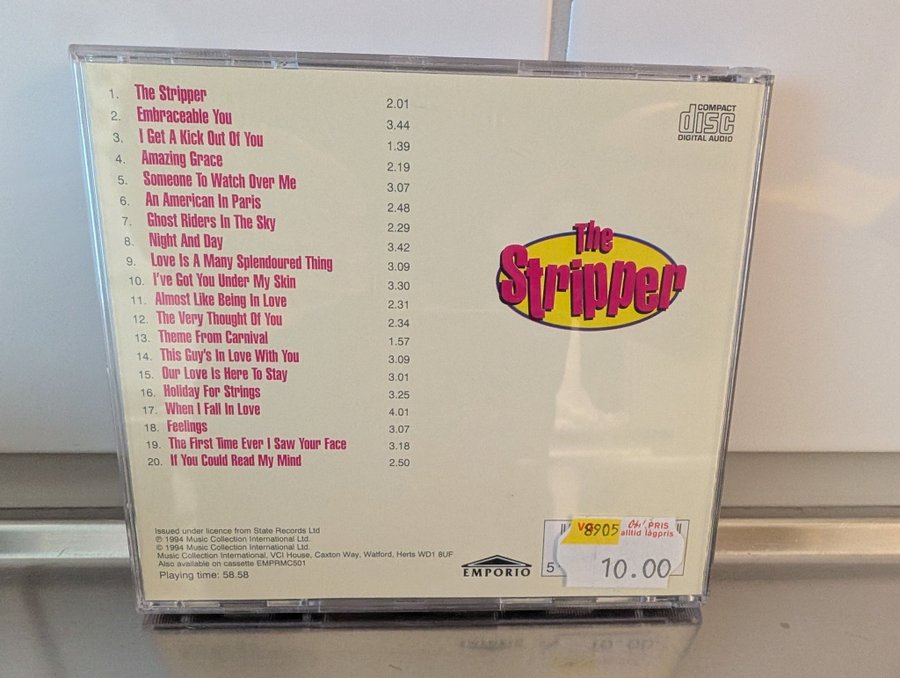 1. The Stripper 2.01
2. Embraceable You 3.44
3. I Get A Kick Out Of You 1.39
4. Amazing Grace 2.19
5. Someone To Watch Over Me 3.07
6. An American In Paris 2.48
7. Ghost Riders In The Sky 2.29
8. Night And Day 3.42
9. Love Is A Many Splendoured Thing 3.09
10. I've Got You Under My Skin 3.30
11. Almost Like Being In Love 2.31
12. The Very Thought Of You 2.34
13. Theme From Carnival 1.57
14. This Guy's In Love With You 3.09
15. Our Love Is Here To Stay 3.01
16. Holiday For Strings 3.25
17. When I Fall In Love 4.01
18. Feelings 3.07
19. The First Time Ever I Saw Your Face 3.18
20. If You Could Read My Mind 2.50
COMPACT
disc
DIGITAL AUDIO
The
Stripper
Issued under licence from State Records Ltd
℗ 1994 Music Collection International Ltd.
© 1994 Music Collection International Ltd.
Music Collection International, VCI House, Caxton Way, Watford, Herts WD1 8UF
Also available on cassette EMPRMC501
Playing time: 58.58
EMPORIO
8905 PRIS
alltid lågpris
5 10.00